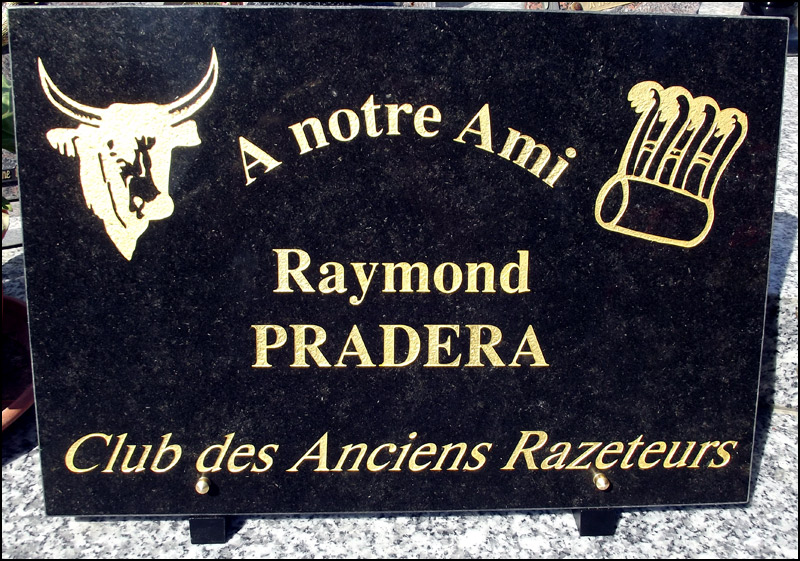 A notre Ami
Raymond
PRADERA
Club des Anciens Razeteurs